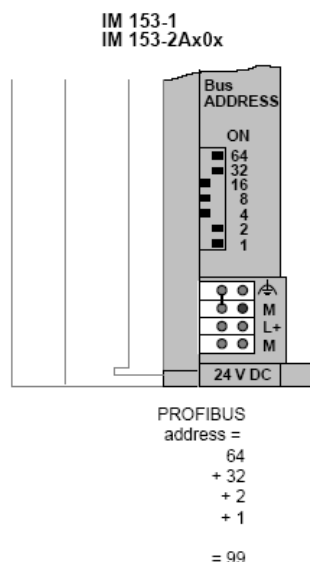 IM 153-1
IM 153-2Ax0x
Bus
ADDRESS
ON
64
32
16
8
4
2
1
M
L+
M
24 V DC
PROFIBUS
address =
64
+ 32
+ 2
+ 1
= 99